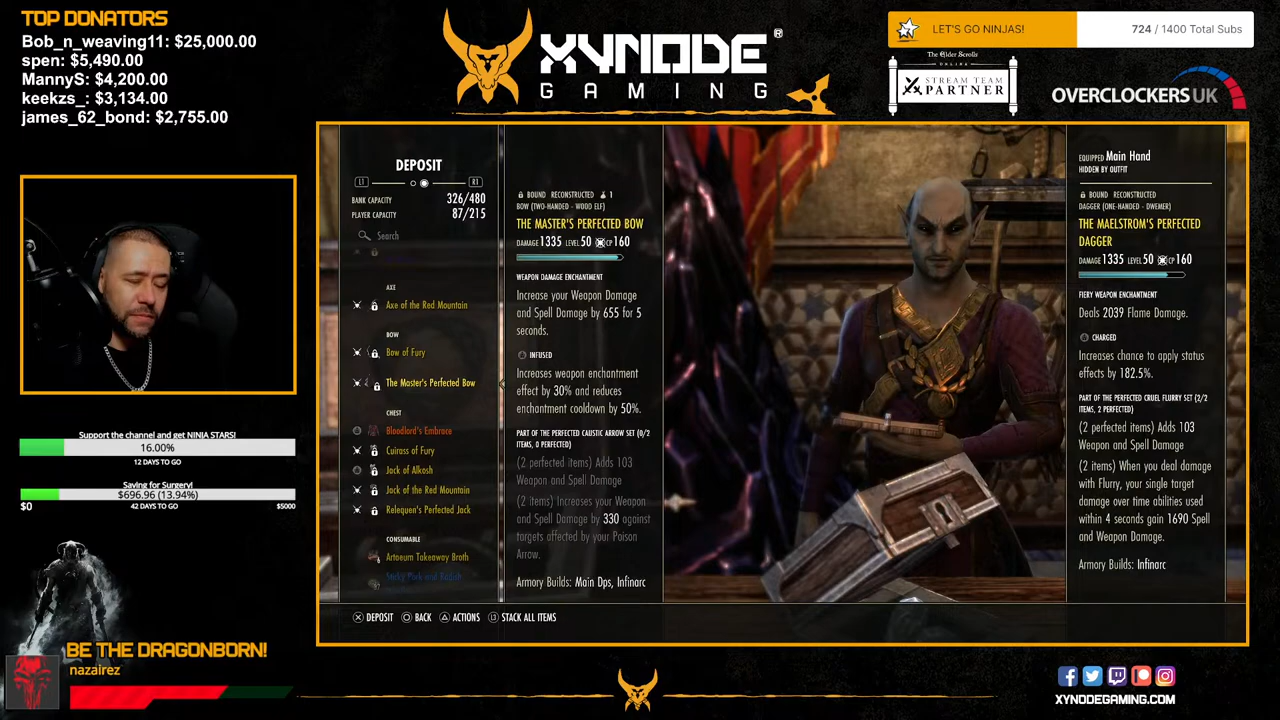 TOP DONATORS
Bob_n_weaving11: $25,000.00
spen: $5,490.00
MannyS: $4,200.00
keekzs_: $3,134.00
james_62_bond: $2,755.00
XYNODE®
GAMING
LET'S GO NINJAS!
724 / 1400 Total Subs
The Elder Scrolls
ONLINE
STREAM TEAM
PARTNER
OVERCLOCKERS UK
DEPOSIT
L1
R1
BANK CAPACITY 326/480
PLAYER CAPACITY 87/215
Search
AXE
Axe of the Red Mountain
BOW
Bow of Fury
The Master's Perfected Bow
CHEST
Bloodlord's Embrace
Cuirass of Fury
Jack of Alkosh
Jack of the Red Mountain
Relequen's Perfected Jack
CONSUMABLE
Artaeum Takeaway Broth
BOUND RECONSTRUCTED 1
BOW (TWO-HANDED - WOOD ELF)
THE MASTER'S PERFECTED BOW
DAMAGE 1335 LEVEL 50 CP 160
WEAPON DAMAGE ENCHANTMENT
Increase your Weapon Damage
and Spell Damage by 655 for 5
seconds.
INFUSED
Increases weapon enchantment
effect by 30% and reduces
enchantment cooldown by 50%.
PART OF THE PERFECTED CAUSTIC ARROW SET (0/2
ITEMS, 0 PERFECTED)
(2 perfected items) Adds 103
Weapon and Spell Damage
(2 items) Increases your Weapon
and Spell Damage by 330 against
targets affected by your Poison
Arrow.
Armory Builds: Main Dps, Infinarc
EQUIPPED Main Hand
HIDDEN BY OUTFIT
BOUND RECONSTRUCTED
DAGGER (ONE-HANDED - DWEMER)
THE MAELSTROM'S PERFECTED
DAGGER
DAMAGE 1335 LEVEL 50 CP 160
FIERY WEAPON ENCHANTMENT
Deals 2039 Flame Damage.
CHARGED
Increases chance to apply status
effects by 182.5%.
PART OF THE PERFECTED CRUEL FLURRY SET (2/2
ITEMS, 2 PERFECTED)
(2 perfected items) Adds 103
Weapon and Spell Damage
(2 items) When you deal damage
with Flurry, your single target
damage over time abilities used
within 4 seconds gain 1690 Spell
and Weapon Damage.
Armory Builds: Infinarc
DEPOSIT BACK ACTIONS L3 STACK ALL ITEMS
Support the channel and get NINJA STARS!
16.00%
12 DAYS TO GO
Saving for Surgery!
$696.96 (13.94%)
$0 42 DAYS TO GO $5000
BE THE DRAGONBORN!
nazairez
XYNODEGAMING.COM